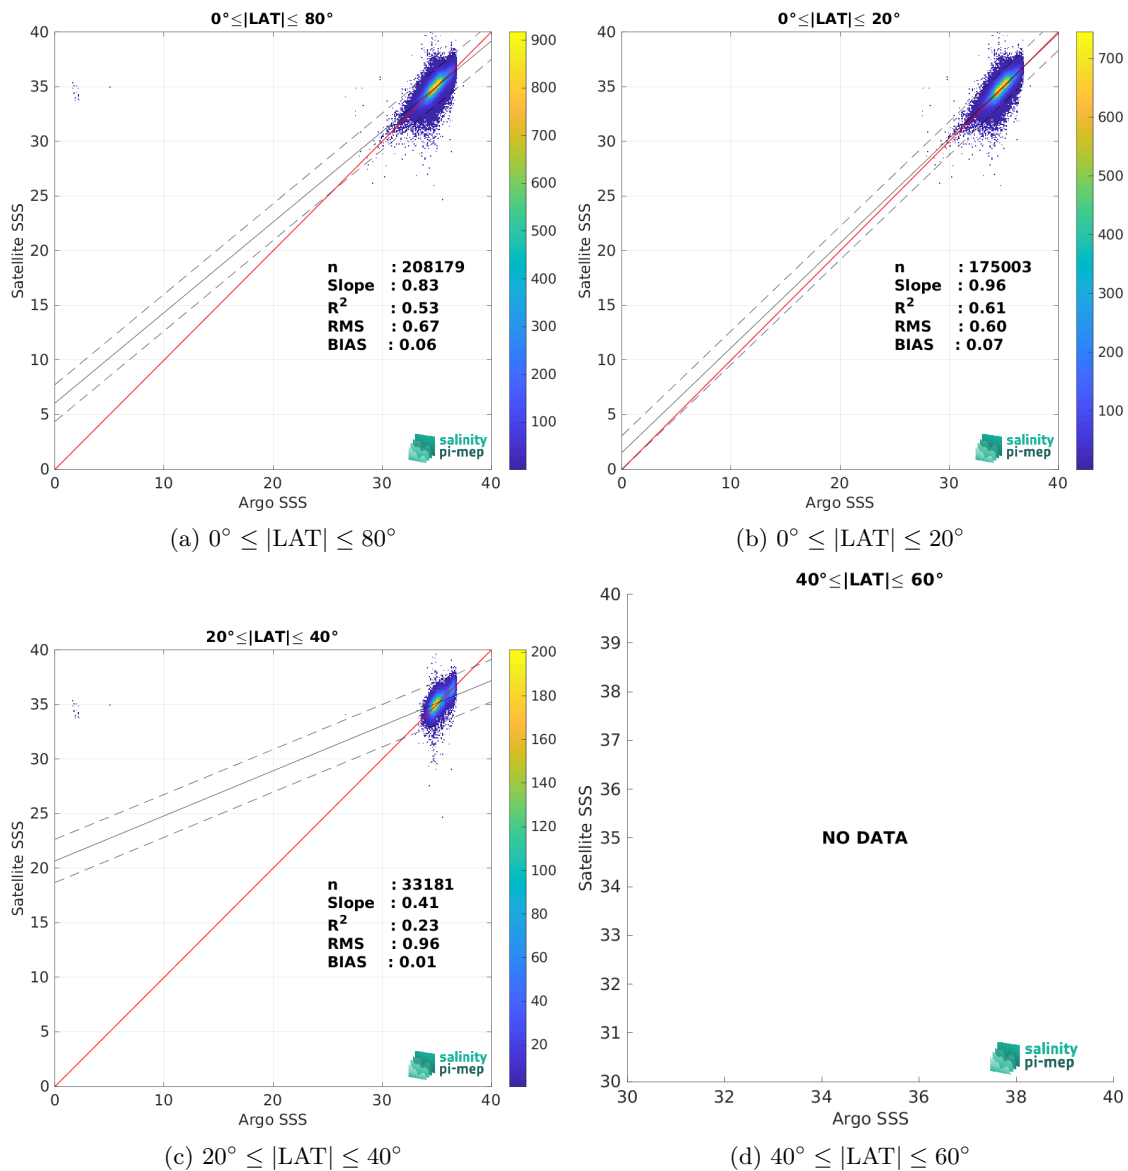 0°≤|LAT|≤ 80°
40
35
30
25
20
15
10
5
0
Satellite SSS
0
10
20
30
40
Argo SSS
n : 208179
Slope : 0.83
R² : 0.53
RMS : 0.67
BIAS : 0.06
salinity
pi-mep
900
800
700
600
500
400
300
200
100
(a) 0° ≤ |LAT| ≤ 80°
0°≤|LAT|≤ 20°
40
35
30
25
20
15
10
5
0
Satellite SSS
0
10
20
30
40
Argo SSS
n : 175003
Slope : 0.96
R² : 0.61
RMS : 0.60
BIAS : 0.07
salinity
pi-mep
700
600
500
400
300
200
100
(b) 0° ≤ |LAT| ≤ 20°
20°≤|LAT|≤ 40°
40
35
30
25
20
15
10
5
0
Satellite SSS
0
10
20
30
40
Argo SSS
n : 33181
Slope : 0.41
R² : 0.23
RMS : 0.96
BIAS : 0.01
salinity
pi-mep
200
180
160
140
120
100
80
60
40
20
(c) 20° ≤ |LAT| ≤ 40°
40°≤|LAT|≤ 60°
40
39
38
37
36
35
34
33
32
31
30
Satellite SSS
NO DATA
30
32
34
36
38
40
Argo SSS
salinity
pi-mep
(d) 40° ≤ |LAT| ≤ 60°